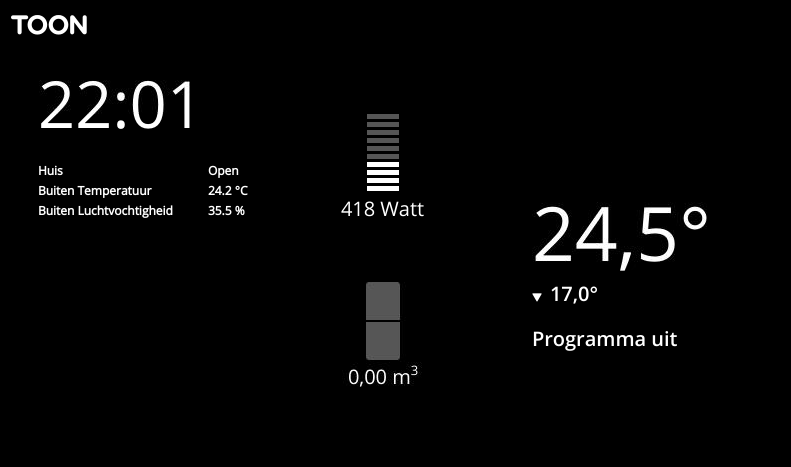 TOON
22:01
Huis Open
Buiten Temperatuur 24.2 °C
Buiten Luchtvochtigheid 35.5 %
418 Watt
24,5°
▼ 17,0°
Programma uit
0,00 m³